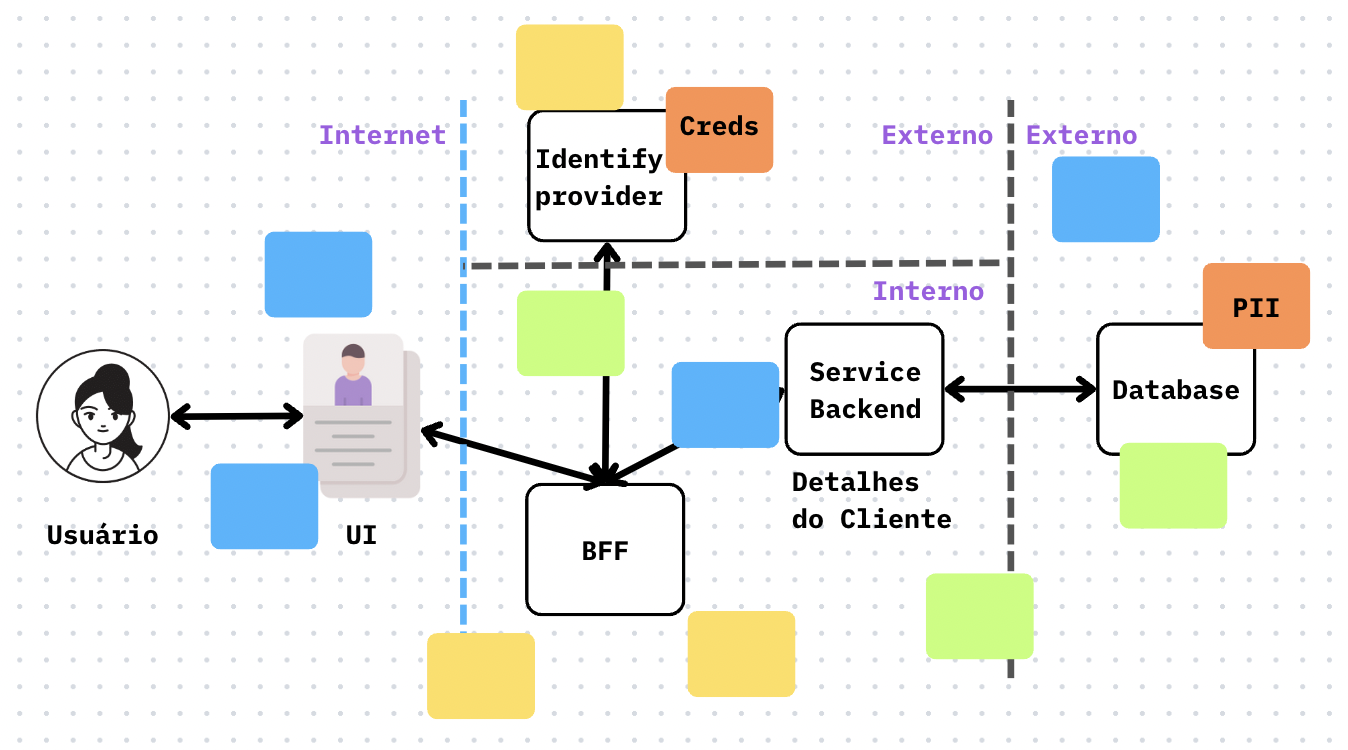 Creds
Internet
Externo
Externo
Identify
provider
Interno
PII
Service
Backend
Database
Detalhes
do Cliente
Usuário
UI
BFF